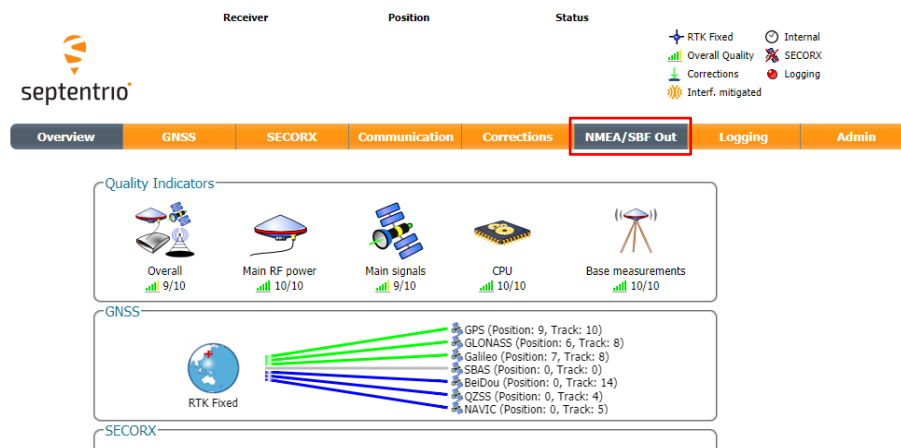 Receiver Position Status
RTK Fixed Internal
Overall Quality SECORX
Corrections Logging
Interf. mitigated
septentrio
Overview GNSS SECORX Communication Corrections NMEA/SBF Out Logging Admin
Quality Indicators
Overall Main RF power Main signals CPU Base measurements
9/10 10/10 9/10 10/10 10/10
GNSS
GPS (Position: 9, Track: 10)
GLONASS (Position: 6, Track: 8)
Galileo (Position: 7, Track: 8)
SBAS (Position: 0, Track: 0)
BeiDou (Position: 0, Track: 14)
QZSS (Position: 0, Track: 4)
NAVIC (Position: 0, Track: 5)
RTK Fixed
SECORX